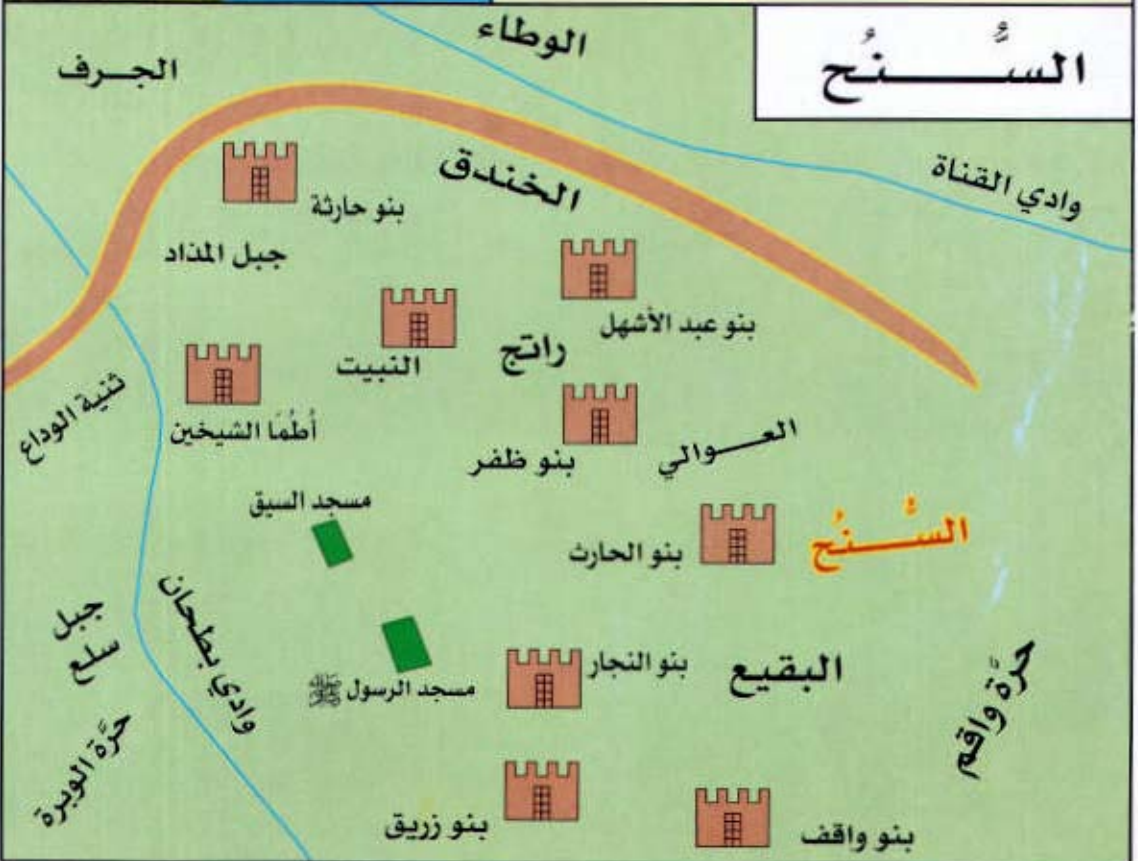 السُّنُح
الوطاء
الجرف
وادي القناة
الخندق
بنو حارثة
جبل المذاد
بنو عبد الأشهل
راتج
النبيت
ثنية الوداع
أُطُمَا الشيخين
العوالي
بنو ظفر
مسجد السبق
السُّنُح
بنو الحارث
جبل
سلع
وادي بطحان
حرَّة واقم
البقيع
بنو النجار
مسجد الرسول ﷺ
حرَّة الوبرة
بنو زريق
بنو واقف